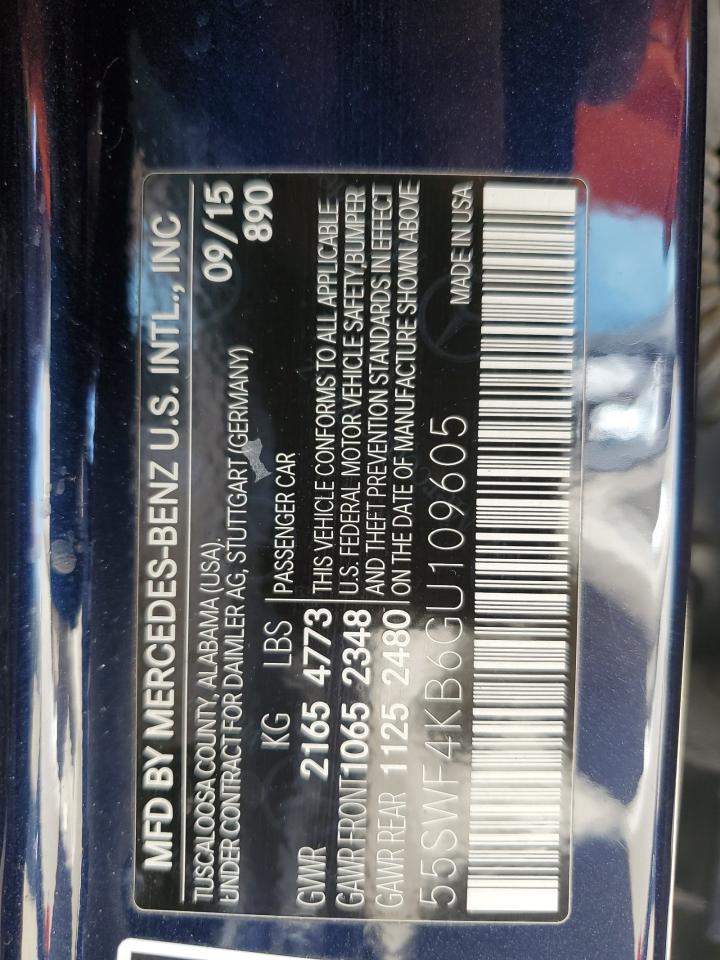 MFD BY MERCEDES-BENZ U.S. INTL., INC
TUSCALOOSA COUNTY, ALABAMA (USA). 09/15
UNDER CONTRACT FOR DAIMLER AG, STUTTGART (GERMANY) 890
KG LBS PASSENGER CAR
GWR 2165 4773 THIS VEHICLE CONFORMS TO ALL APPLICABLE
GAWR FRONT 1065 2348 U.S. FEDERAL MOTOR VEHICLE SAFETY, BUMPER
GAWR REAR 1125 2480 AND THEFT PREVENTION STANDARDS IN EFFECT
ON THE DATE OF MANUFACTURE SHOWN ABOVE
55SWF4KB6GU109605 MADE IN USA